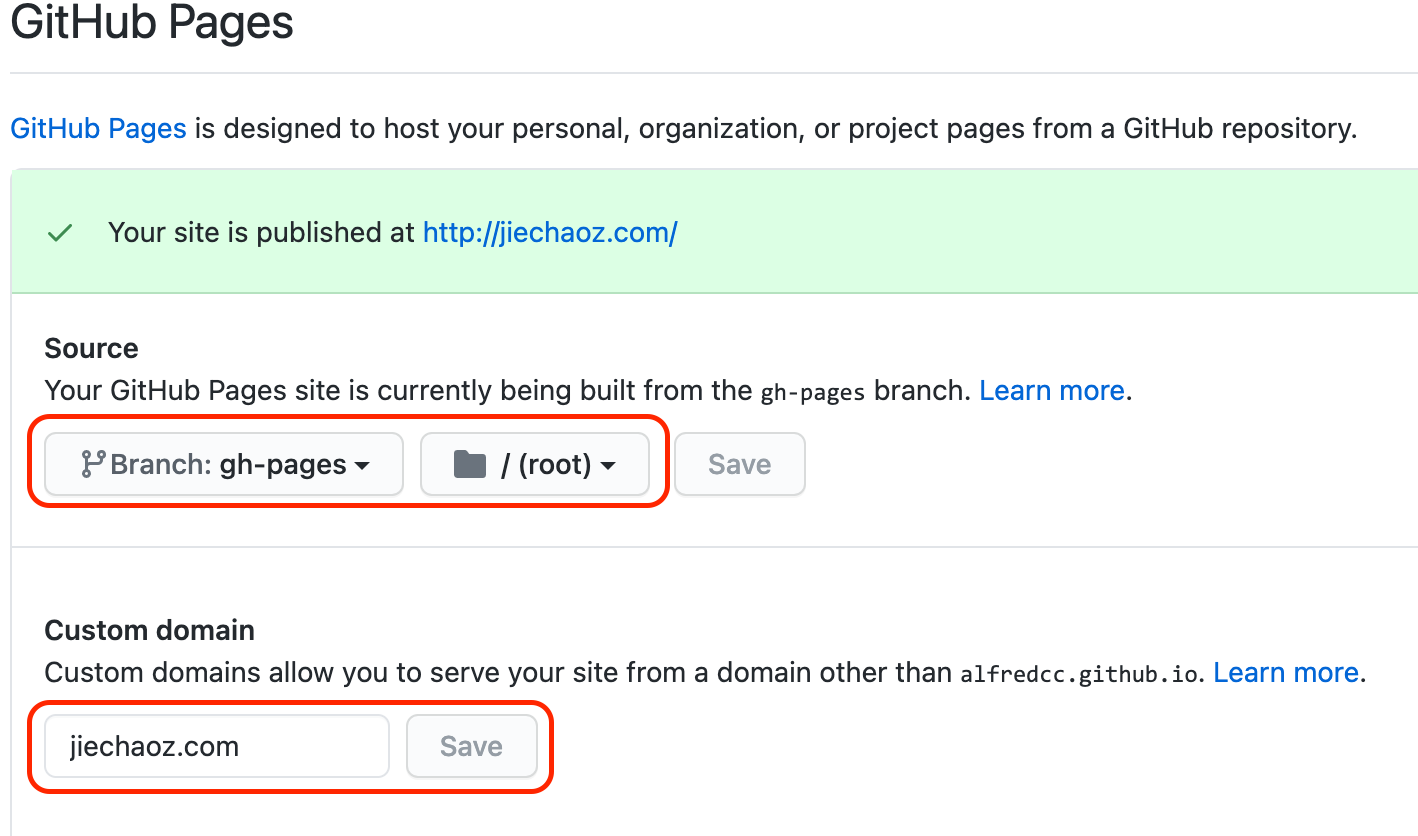 GitHub Pages
GitHub Pages is designed to host your personal, organization, or project pages from a GitHub repository.
Your site is published at http://jiechaoz.com/
Source
Your GitHub Pages site is currently being built from the gh-pages branch. Learn more.
Branch: gh-pages / (root) Save
Custom domain
Custom domains allow you to serve your site from a domain other than alfredcc.github.io. Learn more.
jiechaoz.com Save